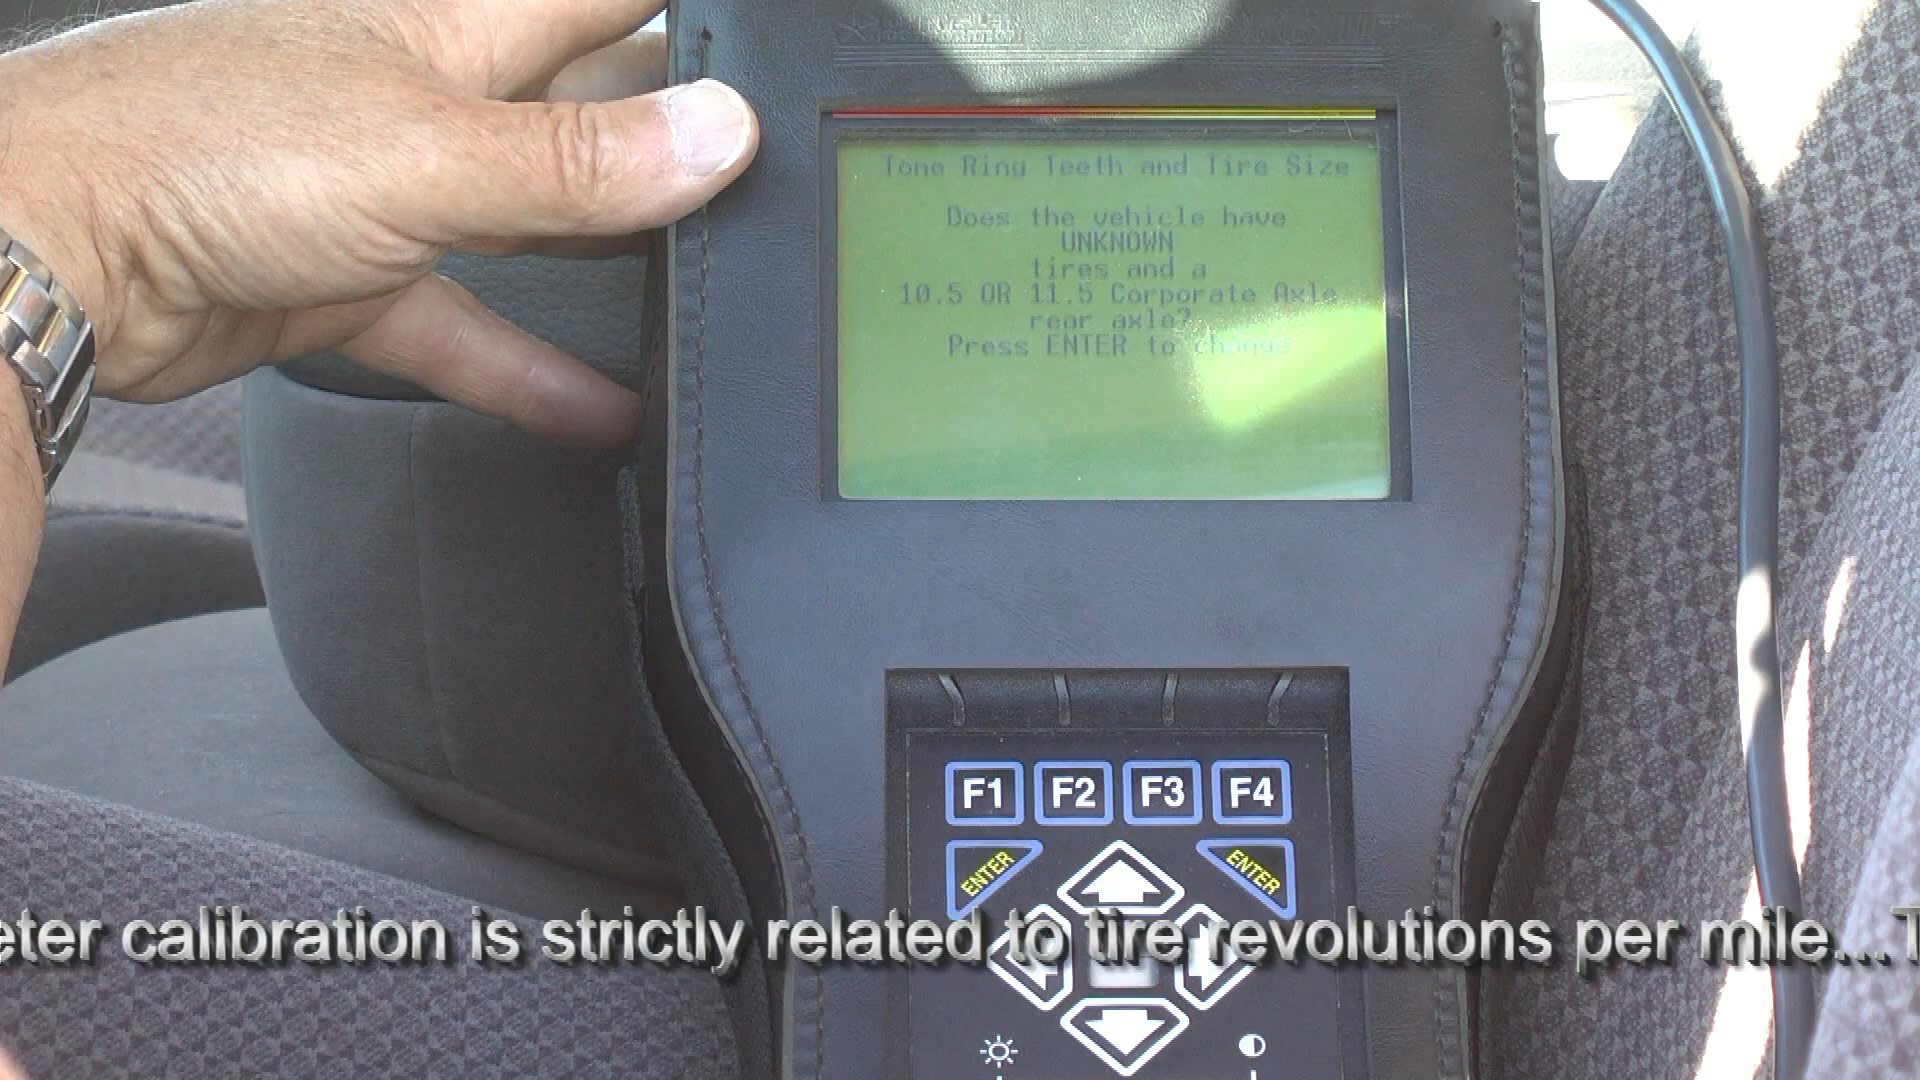 Tone Ring Teeth and Tire Size
Does the vehicle have
UNKNOWN
tires and a
10.5 OR 11.5 Corporate Axle
rear axle?
Press ENTER to change
F1 F2 F3 F4
ENTER ENTER
eter calibration is strictly related to tire revolutions per mile...T